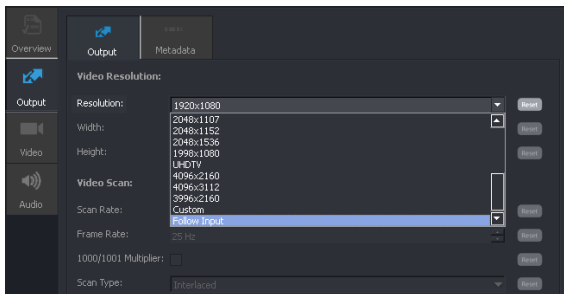 Overview
Output
Metadata
Video Resolution:
Output
Resolution:
1920x1080
Reset
Width:
2048x1107
2048x1152
Reset
2048x1536
Video
Height:
1998x1080
Reset
UHDTV
4096x2160
Video Scan:
4096x3112
3996x2160
Audio
Scan Rate:
Custom
Reset
Follow Input
Frame Rate:
25 Hz
Reset
1000/1001 Multiplier:
Reset
Scan Type:
Interlaced
Reset